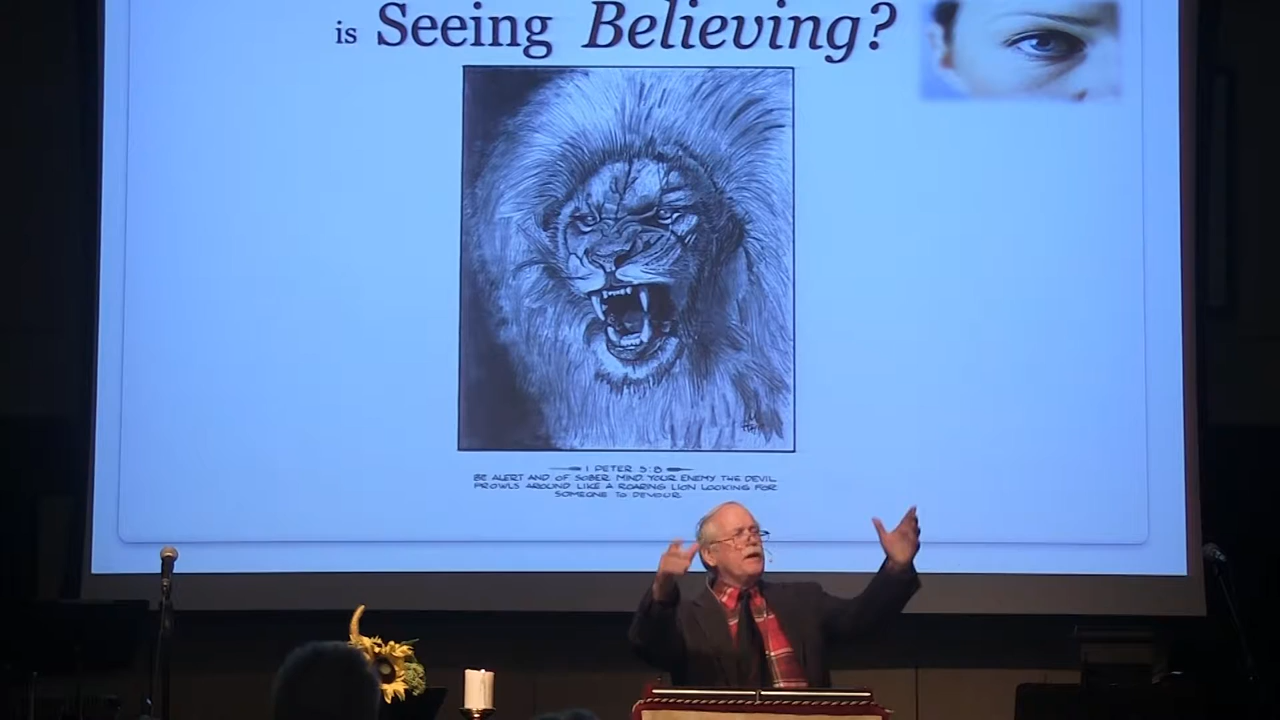 is Seeing Believing?
1 PETER 5:8
BE ALERT AND OF SOBER MIND. YOUR ENEMY THE DEVIL
PROWLS AROUND LIKE A ROARING LION LOOKING FOR
SOMEONE TO DEVOUR.